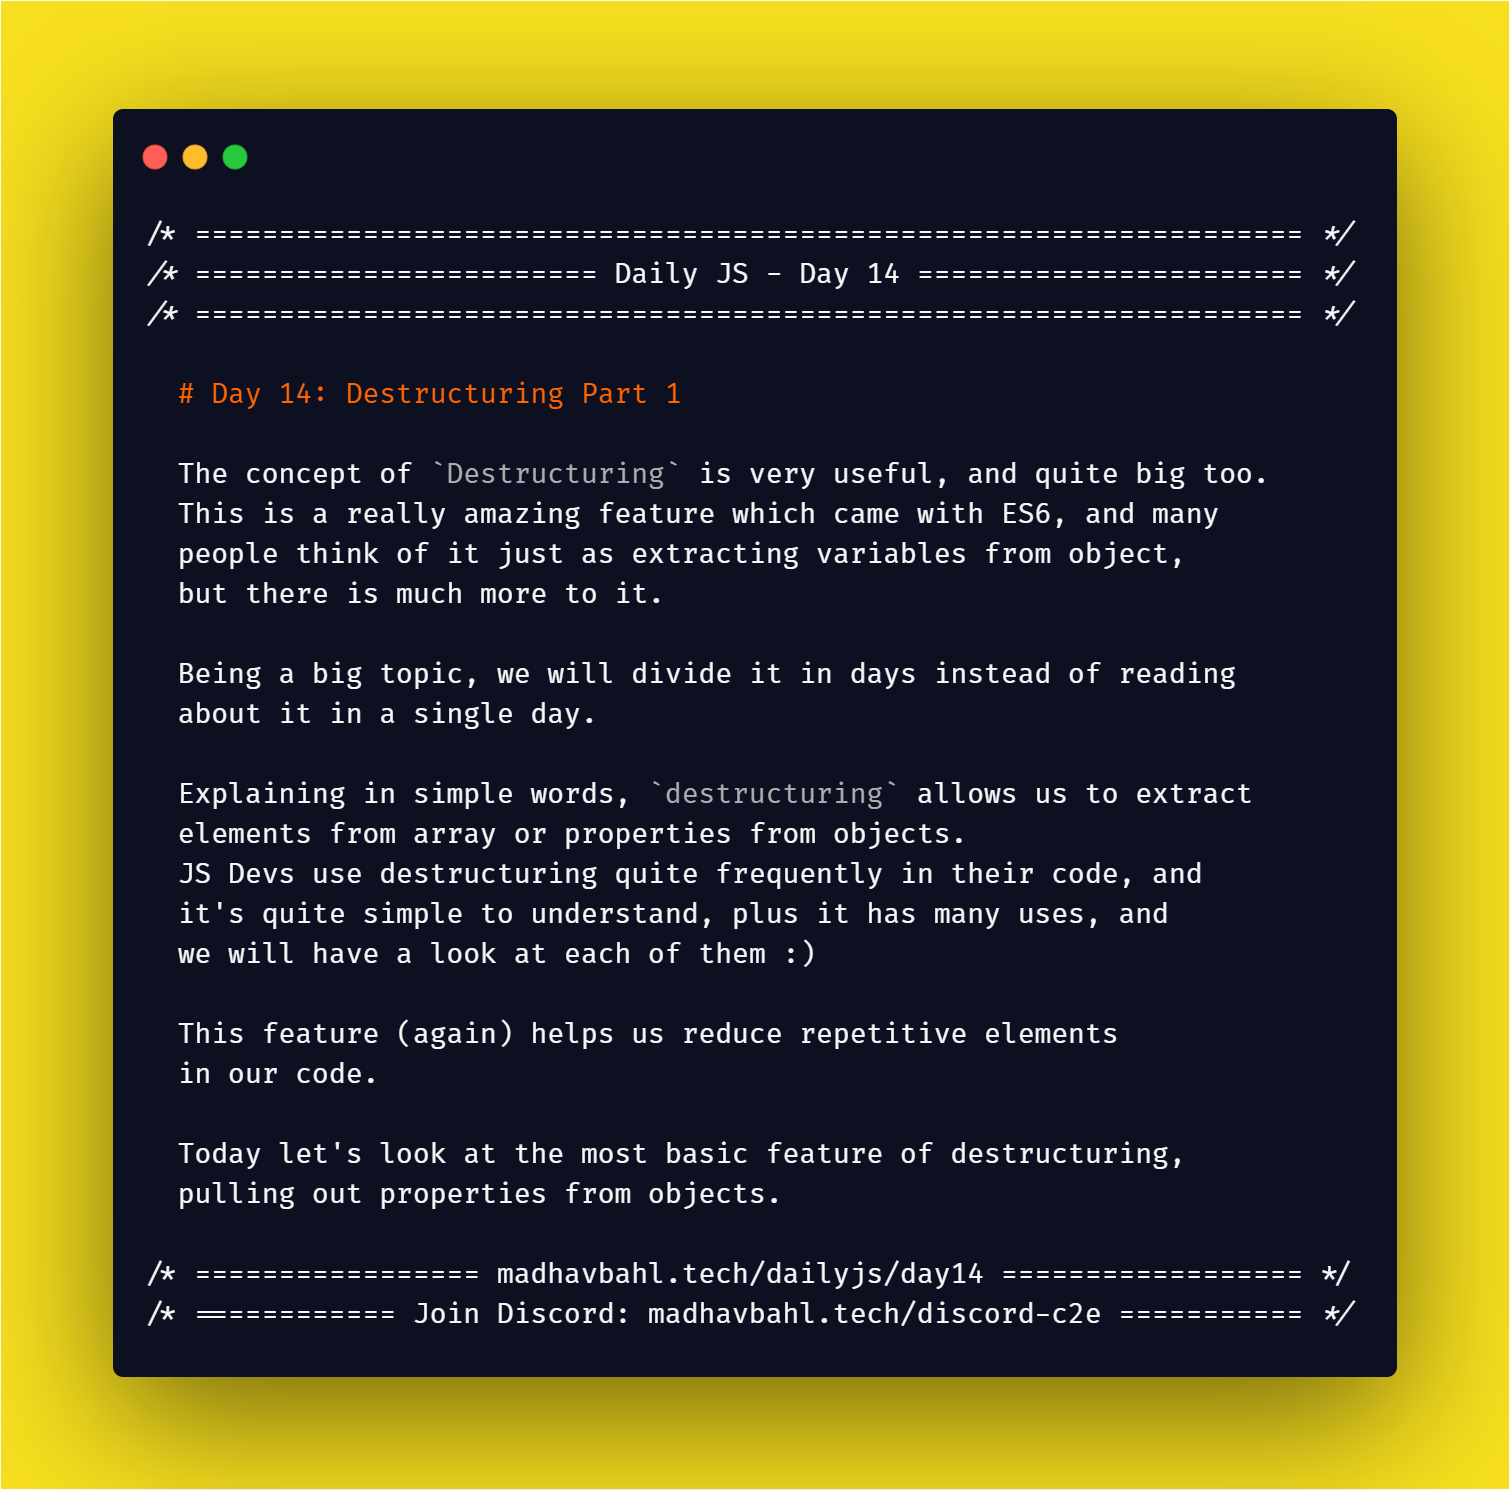 /* ================================================================== */
/* ======================== Daily JS - Day 14 ======================= */
/* ================================================================== */
# Day 14: Destructuring Part 1
The concept of `Destructuring` is very useful, and quite big too.
This is a really amazing feature which came with ES6, and many
people think of it just as extracting variables from object,
but there is much more to it.
Being a big topic, we will divide it in days instead of reading
about it in a single day.
Explaining in simple words, `destructuring` allows us to extract
elements from array or properties from objects.
JS Devs use destructuring quite frequently in their code, and
it's quite simple to understand, plus it has many uses, and
we will have a look at each of them :)
This feature (again) helps us reduce repetitive elements
in our code.
Today let's look at the most basic feature of destructuring,
pulling out properties from objects.
/* ================= madhavbahl.tech/dailyjs/day14 ================== */
/* ============ Join Discord: madhavbahl.tech/discord-c2e =========== */